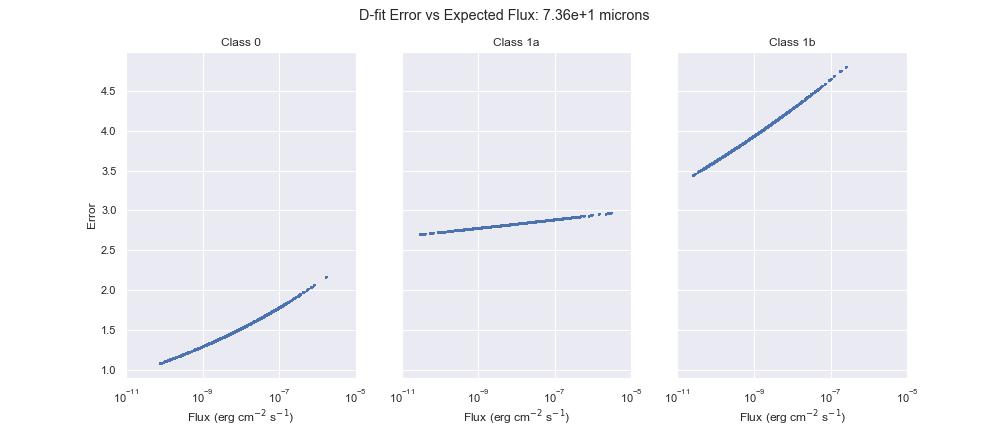 D-fit Error vs Expected Flux: 7.36e+1 microns
Class 0 Class 1a Class 1b
4.5
4.0
3.5
3.0
2.5
2.0
1.5
1.0
Error
10⁻¹¹ 10⁻⁹ 10⁻⁷ 10⁻⁵ 10⁻¹¹ 10⁻⁹ 10⁻⁷ 10⁻⁵ 10⁻¹¹ 10⁻⁹ 10⁻⁷ 10⁻⁵
Flux (erg cm⁻² s⁻¹) Flux (erg cm⁻² s⁻¹) Flux (erg cm⁻² s⁻¹)